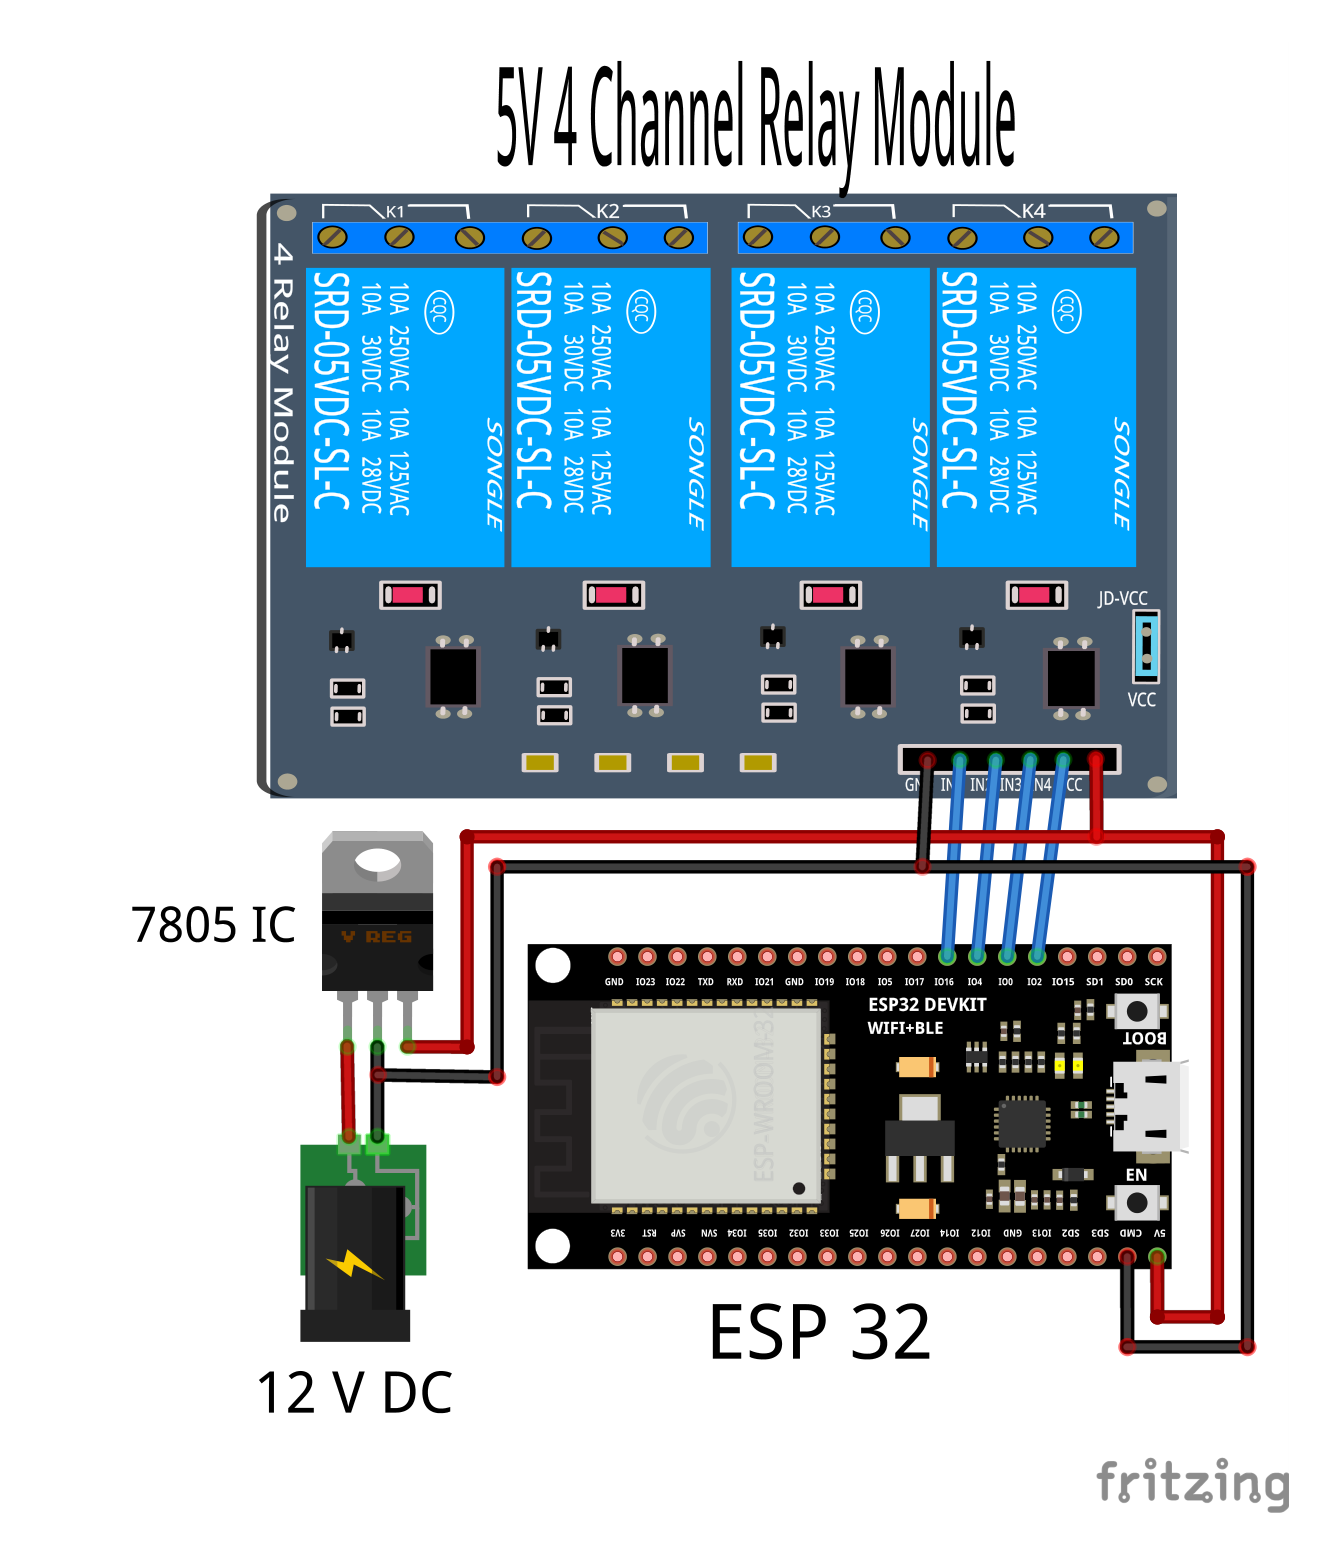 5V 4 Channel Relay Module
K1 K2 K3 K4
4 Relay Module
SRD-05VDC-SL-C
10A 30VDC 10A 28VDC
10A 250VAC 10A 125VAC
CQC
SONGLE
SRD-05VDC-SL-C
10A 30VDC 10A 28VDC
10A 250VAC 10A 125VAC
CQC
SONGLE
SRD-05VDC-SL-C
10A 30VDC 10A 28VDC
10A 250VAC 10A 125VAC
CQC
SONGLE
SRD-05VDC-SL-C
10A 30VDC 10A 28VDC
10A 250VAC 10A 125VAC
CQC
SONGLE
JD-VCC
VCC
IN3
7805 IC
V REG
GND IO23 IO22 TXD RXD IO21 GND IO19 IO18 IO5 IO17 IO16 IO4 IO0 IO2 IO15 SD1 SD0 SCK
ESP32 DEVKIT
WIFI+BLE
BOOT
ESP-WROOM-32
EN
3V3 RST SVP SVN IO34 IO35 IO32 IO33 IO25 IO26 IO27 IO14 IO12 GND IO13 SD2 SD3 CMD 5V
ESP 32
12 V DC
fritzing